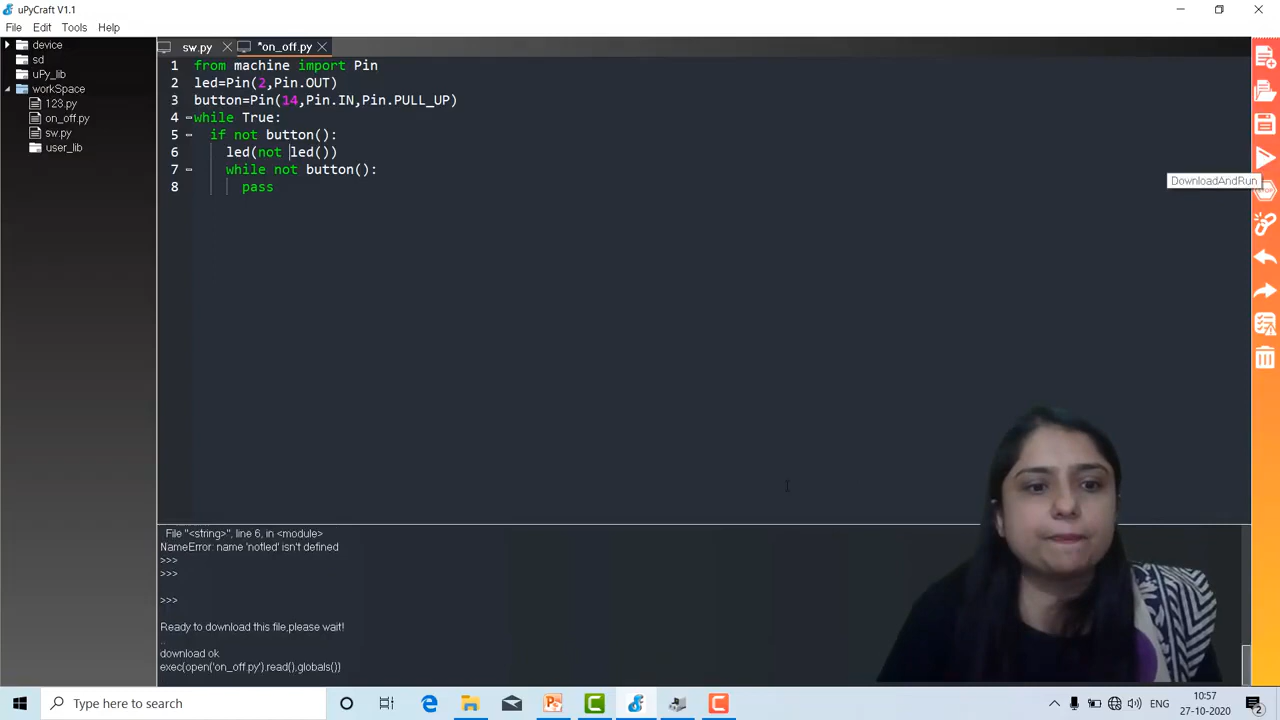 uPyCraft V1.1
File Edit Tools Help
device
sd
uPy_lib
workSpace
123.py
on_off.py
sw.py
user_lib
sw.py *on_off.py
1 from machine import Pin
2 led=Pin(2,Pin.OUT)
3 button=Pin(14,Pin.IN,Pin.PULL_UP)
4 while True:
5 if not button():
6 led(not led())
7 while not button():
8 pass
DownloadAndRun
STOP
File "<string>", line 6, in <module>
NameError: name 'notled' isn't defined
>>>
>>>
>>>
Ready to download this file,please wait!
..
download ok
exec(open('on_off.py').read(),globals())
Type here to search
ENG
10:57
27-10-2020
2